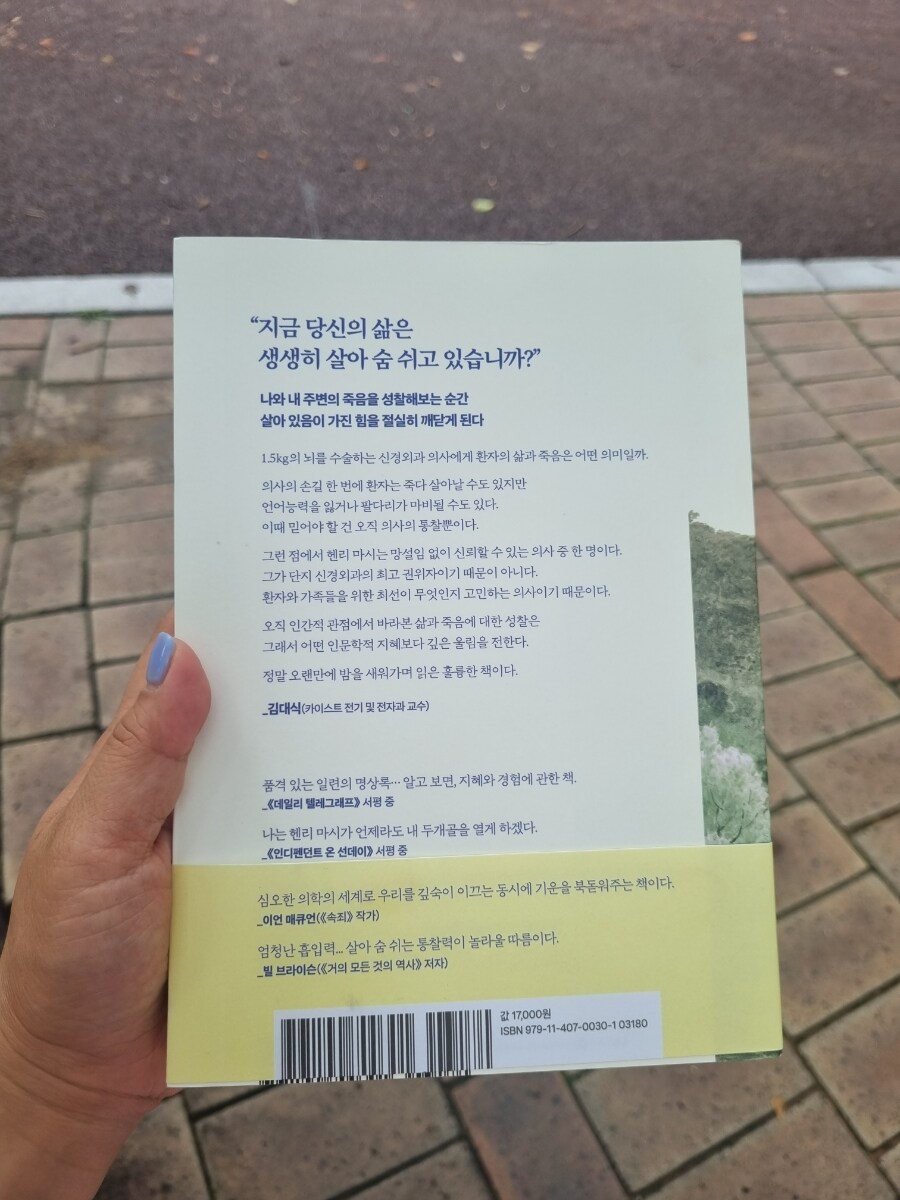 “지금 당신의 삶은
생생히 살아 숨 쉬고 있습니까?”
나와 내 주변의 죽음을 성찰해보는 순간
살아 있음이 가진 힘을 절실히 깨닫게 된다
1.5kg의 뇌를 수술하는 신경외과 의사에게 환자의 삶과 죽음은 어떤 의미일까.
의사의 손길 한 번에 환자는 죽다 살아날 수도 있지만
언어능력을 잃거나 팔다리가 마비될 수도 있다.
이때 믿어야 할 건 오직 의사의 통찰뿐이다.
그런 점에서 헨리 마시는 망설임 없이 신뢰할 수 있는 의사 중 한 명이다.
그가 단지 신경외과의 최고 권위자이기 때문이 아니다.
환자와 가족들을 위한 최선이 무엇인지 고민하는 의사이기 때문이다.
오직 인간적 관점에서 바라본 삶과 죽음에 대한 성찰은
그래서 어떤 인문학적 지혜보다 깊은 울림을 전한다.
정말 오랜만에 밤을 새워가며 읽은 훌륭한 책이다.
_김대식(카이스트 전기 및 전자과 교수)
품격 있는 일련의 명상록… 알고 보면, 지혜와 경험에 관한 책.
_《데일리 텔레그래프》 서평 중
나는 헨리 마시가 언제라도 내 두개골을 열게 하겠다.
_《인디펜던트 온 선데이》 서평 중
심오한 의학의 세계로 우리를 깊숙이 이끄는 동시에 기운을 북돋워주는 책이다.
_이언 매큐언(《속죄》 작가)
엄청난 흡입력... 살아 숨 쉬는 통찰력이 놀라울 따름이다.
_빌 브라이슨(《거의 모든 것의 역사》 저자)
값 17,000원
ISBN 979-11-407-0030-1 03180